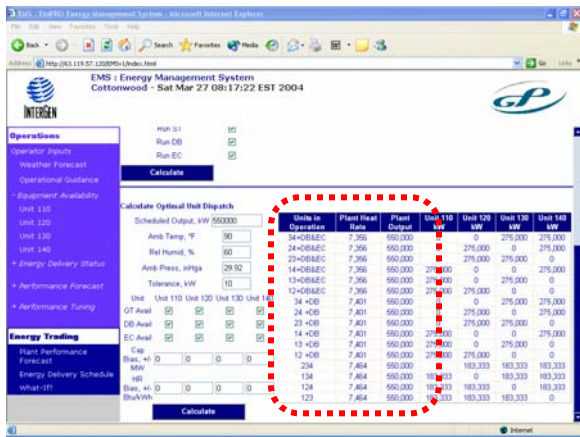 EMS : EtaPRO Energy Management System - Microsoft Internet Explorer
File Edit View Favorites Tools Help
Back Search Favorites Media
Address http://63.119.57.120/EMSv1/index.html Go Links
EMS : Energy Management System
Cottonwood - Sat Mar 27 08:17:22 EST 2004
INTERGEN
GP
Operations
Operator Inputs
Weather Forecast
Operational Guidance
- Equipment Availability
Unit 110
Unit 120
Unit 130
Unit 140
+ Energy Delivery Status
+ Performance Forecast
+ Performance Tuning
Energy Trading
Plant Performance
Forecast
Energy Delivery Schedule
What-If?
Run ST
Run DB
Run EC
Calculate
Calculate Optimal Unit Dispatch
Scheduled Output, kW 550000
Amb Temp, °F 90
Rel Humid, % 60
Amb Press, inHga 29.92
Tolerance, kW 10
Unit Unit 110 Unit 120 Unit 130 Unit 140
GT Avail
DB Avail
EC Avail
Cap
Bias, +/- 0 0 0 0
MW
HR
Bias, +/- 0 0 0 0
Btu/kWh
Calculate
Units in Operation Plant Heat Rate Plant Output Unit 110 kW Unit 120 kW Unit 130 kW Unit 140 kW
34+DB&EC 7,356 550,000 0 0 275,000 275,000
24+DB&EC 7,356 550,000 0 275,000 0 275,000
23+DB&EC 7,356 550,000 0 275,000 275,000 0
14+DB&EC 7,356 550,000 275,000 0 0 275,000
13+DB&EC 7,356 550,000 275,000 0 275,000 0
12+DB&EC 7,356 550,000 275,000 275,000 0 0
34 +DB 7,401 550,000 0 0 275,000 275,000
24 +DB 7,401 550,000 0 275,000 0 275,000
23 +DB 7,401 550,000 0 275,000 275,000 0
14 +DB 7,401 550,000 275,000 0 0 275,000
13 +DB 7,401 550,000 275,000 0 275,000 0
12 +DB 7,401 550,000 275,000 275,000 0 0
234 7,464 550,000 0 183,333 183,333 183,333
134 7,464 550,000 183,333 0 183,333 183,333
124 7,464 550,000 183,333 183,333 0 183,333
123 7,464 550,000 183,333 183,333 183,333 0
Internet